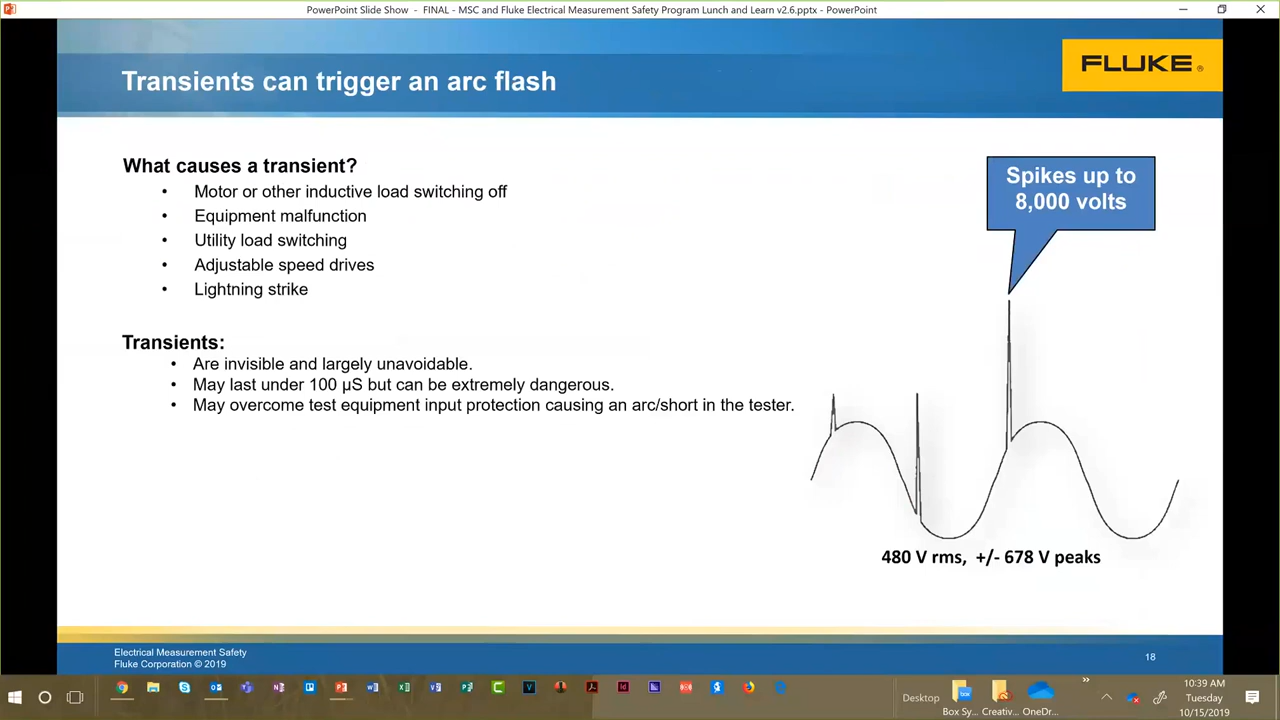 PowerPoint Slide Show - FINAL - MSC and Fluke Electrical Measurement Safety Program Lunch and Learn v2.6.pptx - PowerPoint
Transients can trigger an arc flash
FLUKE®
What causes a transient?
• Motor or other inductive load switching off
• Equipment malfunction
• Utility load switching
• Adjustable speed drives
• Lightning strike
Spikes up to
8,000 volts
Transients:
• Are invisible and largely unavoidable.
• May last under 100 µS but can be extremely dangerous.
• May overcome test equipment input protection causing an arc/short in the tester.
480 V rms, +/- 678 V peaks
Electrical Measurement Safety
Fluke Corporation © 2019
18
Desktop
Box Sy...
Creativ...
OneDr...
10:39 AM
Tuesday
10/15/2019